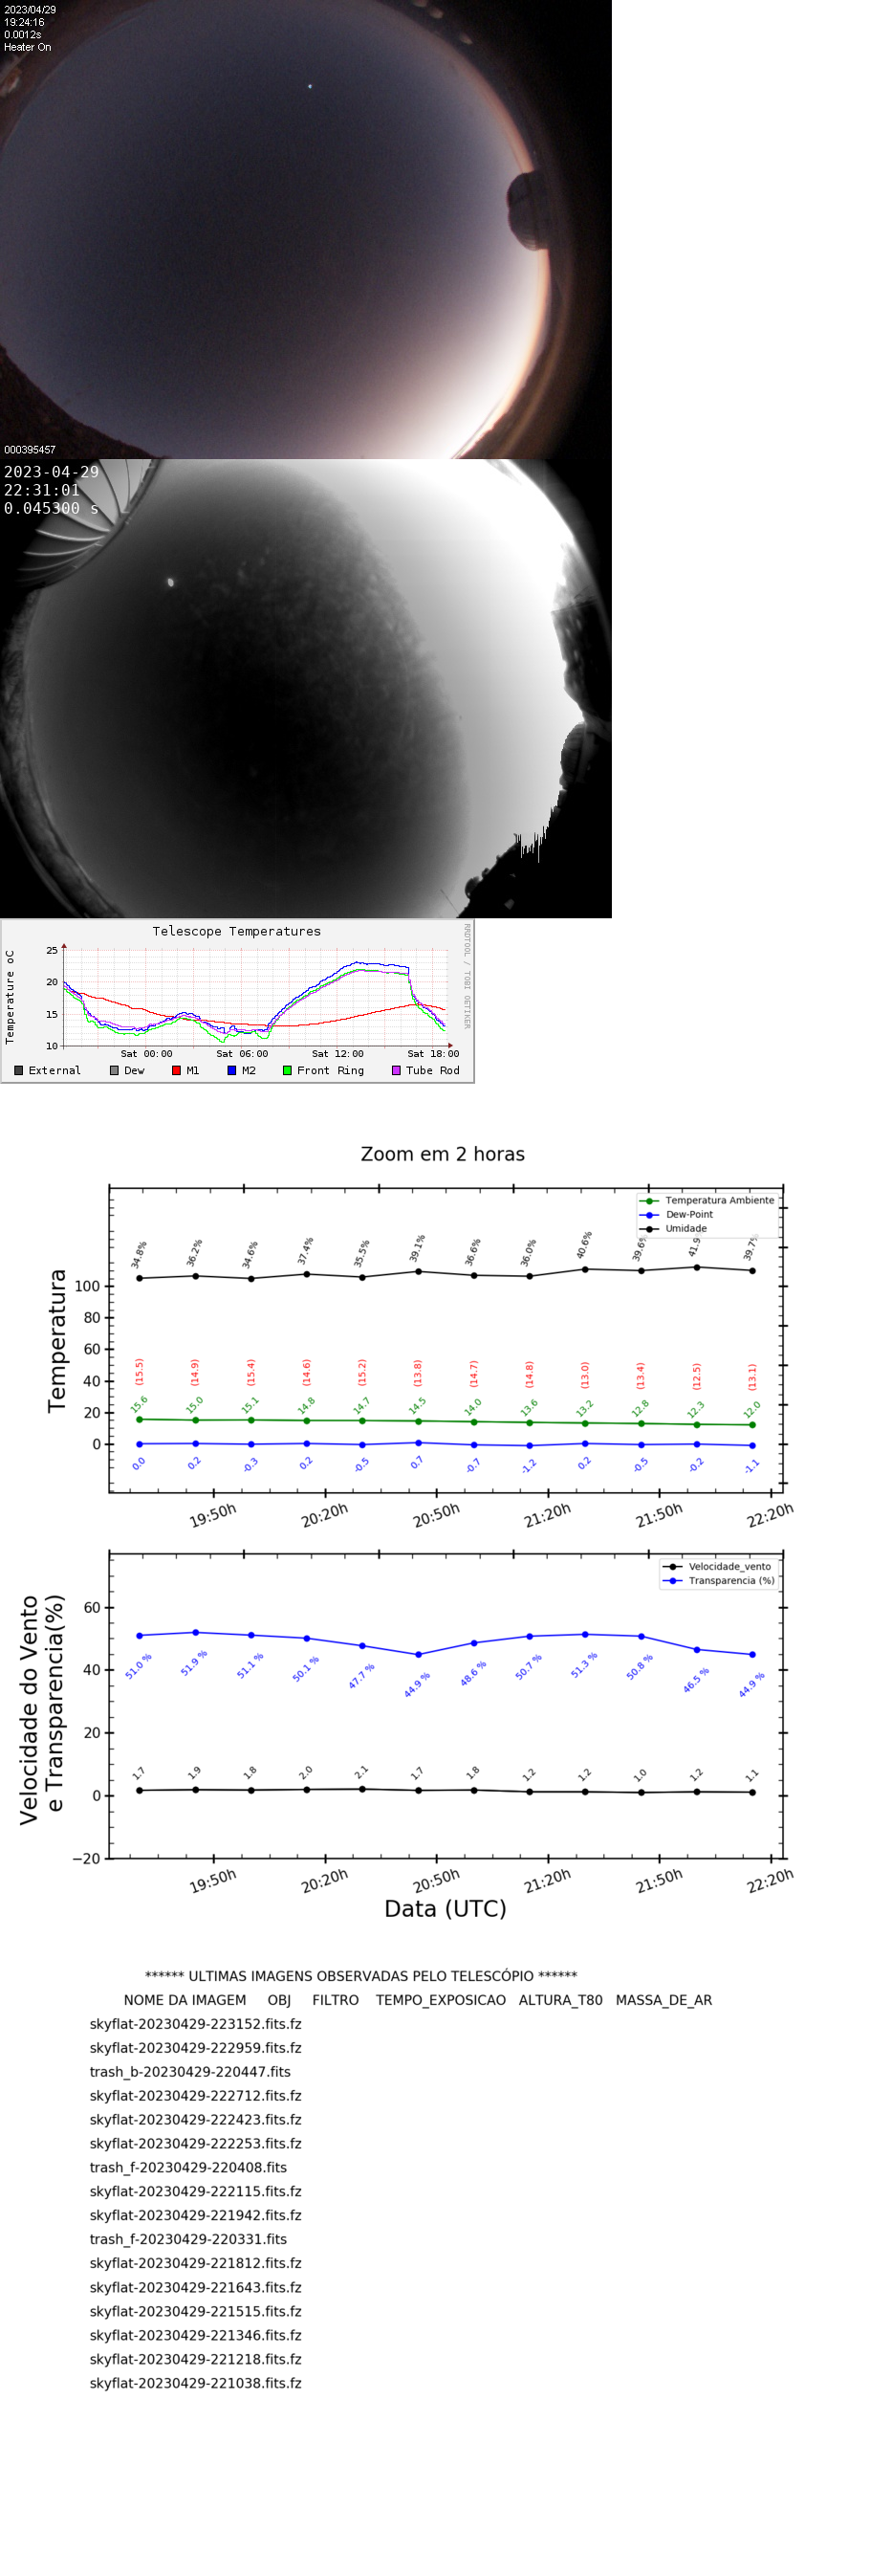 2023/04/29
19:24:16
0.0012s
Heater On
000395457
2023-04-29
22:31:01
0.045300 s
Telescope Temperatures
RRDTOOL / TOBI OETIKER
Temperature oC
25
20
15
10
Sat 00:00 Sat 06:00 Sat 12:00 Sat 18:00
External Dew M1 M2 Front Ring Tube Rod
Zoom em 2 horas
Temperatura Ambiente
Dew-Point
Umidade
34.8% 36.2% 34.6% 37.4% 35.5% 39.1% 36.6% 36.0% 40.6% 39.6% 41.9 39.7%
Temperatura
100
80
60
40
20
0
(15.5) (14.9) (15.4) (14.6) (15.2) (13.8) (14.7) (14.8) (13.0) (13.4) (12.5) (13.1)
15.6 15.0 15.1 14.8 14.7 14.5 14.0 13.6 13.2 12.8 12.3 12.0
0.0 0.2 -0.3 0.2 -0.5 0.7 -0.7 -1.2 0.2 -0.5 -0.2 -1.1
19:50h 20:20h 20:50h 21:20h 21:50h 22:20h
Velocidade_vento
Transparencia (%)
Velocidade do Vento
e Transparencia(%)
60
40
20
0
−20
51.0 % 51.9 % 51.1 % 50.1 % 47.7 % 44.9 % 48.6 % 50.7 % 51.3 % 50.8 % 46.5 % 44.9 %
1.7 1.9 1.8 2.0 2.1 1.7 1.8 1.2 1.2 1.0 1.2 1.1
19:50h 20:20h 20:50h 21:20h 21:50h 22:20h
Data (UTC)
****** ULTIMAS IMAGENS OBSERVADAS PELO TELESCÓPIO ******
NOME DA IMAGEM OBJ FILTRO TEMPO_EXPOSICAO ALTURA_T80 MASSA_DE_AR
skyflat-20230429-223152.fits.fz
skyflat-20230429-222959.fits.fz
trash_b-20230429-220447.fits
skyflat-20230429-222712.fits.fz
skyflat-20230429-222423.fits.fz
skyflat-20230429-222253.fits.fz
trash_f-20230429-220408.fits
skyflat-20230429-222115.fits.fz
skyflat-20230429-221942.fits.fz
trash_f-20230429-220331.fits
skyflat-20230429-221812.fits.fz
skyflat-20230429-221643.fits.fz
skyflat-20230429-221515.fits.fz
skyflat-20230429-221346.fits.fz
skyflat-20230429-221218.fits.fz
skyflat-20230429-221038.fits.fz